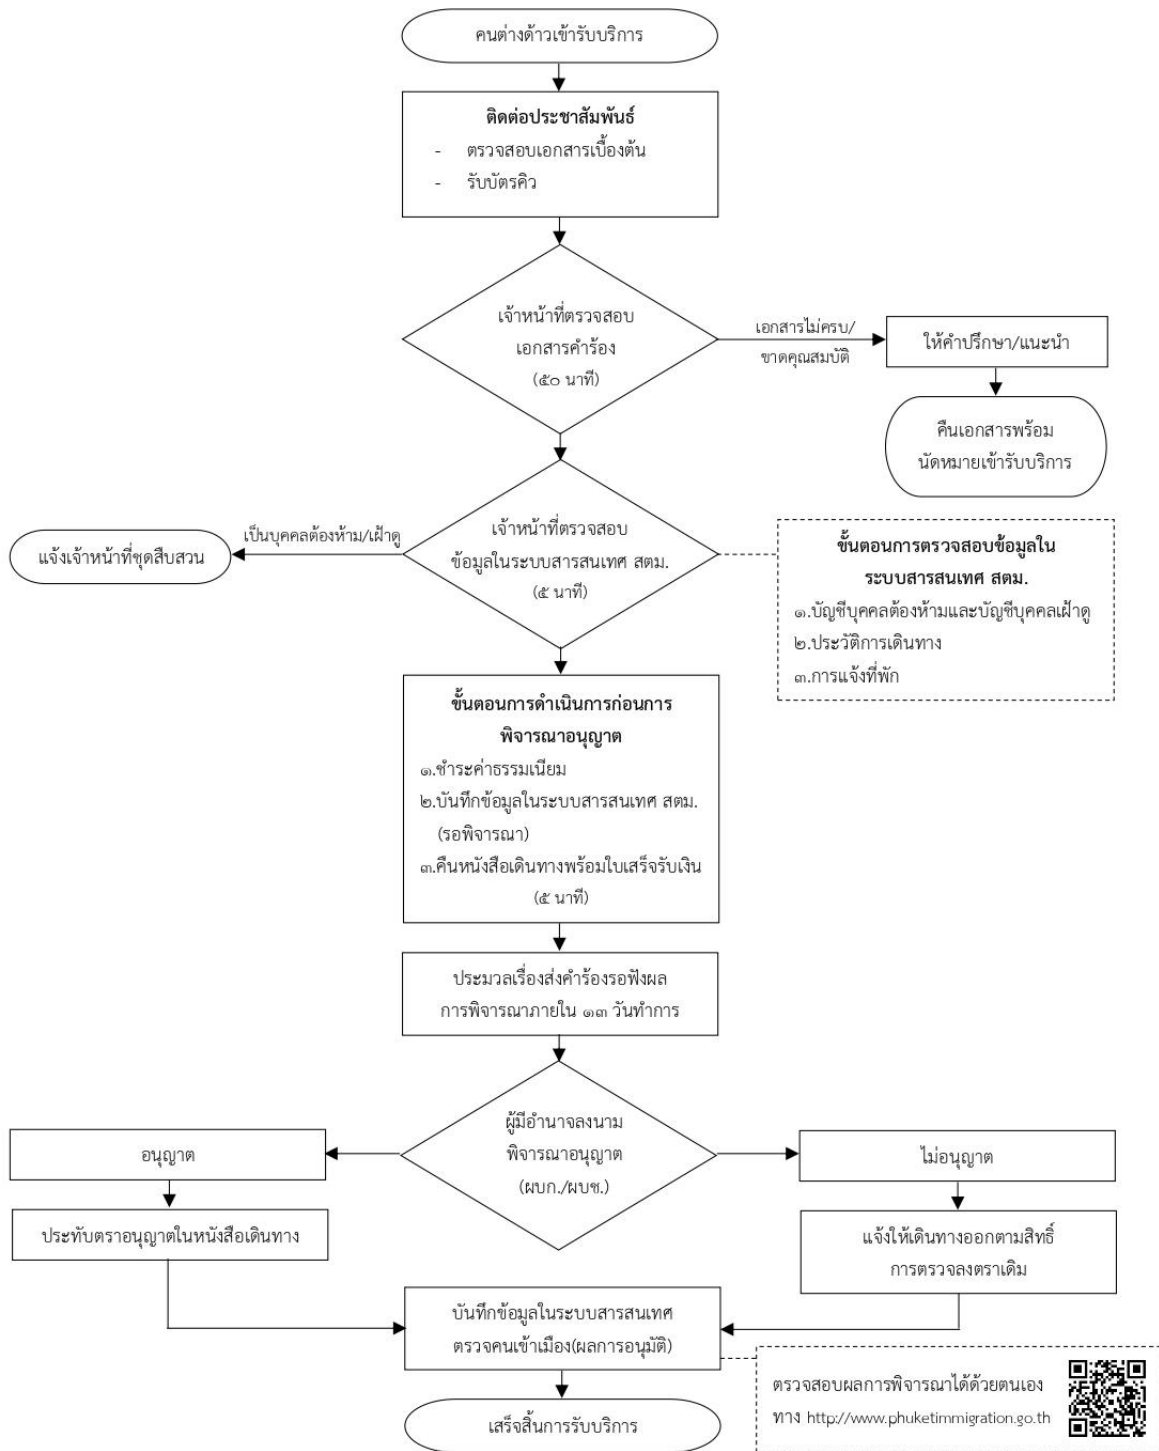 คนต่างด้าวเข้ารับบริการ
ติดต่อประชาสัมพันธ์
- ตรวจสอบเอกสารเบื้องต้น
- รับบัตรคิว
เจ้าหน้าที่ตรวจสอบ
เอกสารคำร้อง
(๕๐ นาที)
เอกสารไม่ครบ/
ขาดคุณสมบัติ
ให้คำปรึกษา/แนะนำ
คืนเอกสารพร้อม
นัดหมายเข้ารับบริการ
เจ้าหน้าที่ตรวจสอบ
ข้อมูลในระบบสารสนเทศ สตม.
(๕ นาที)
เป็นบุคคลต้องห้าม/เฝ้าดู
แจ้งเจ้าหน้าที่ชุดสืบสวน
ขั้นตอนการตรวจสอบข้อมูลใน
ระบบสารสนเทศ สตม.
๑.บัญชีบุคคลต้องห้ามและบัญชีบุคคลเฝ้าดู
๒.ประวัติการเดินทาง
๓.การแจ้งที่พัก
ขั้นตอนการดำเนินการก่อนการ
พิจารณาอนุญาต
๑.ชำระค่าธรรมเนียม
๒.บันทึกข้อมูลในระบบสารสนเทศ สตม.
(รอพิจารณา)
๓.คืนหนังสือเดินทางพร้อมใบเสร็จรับเงิน
(๕ นาที)
ประมวลเรื่องส่งคำร้องรอฟังผล
การพิจารณาภายใน ๑๓ วันทำการ
ผู้มีอำนาจลงนาม
พิจารณาอนุญาต
(ผบก./ผบช.)
อนุญาต
ประทับตราอนุญาตในหนังสือเดินทาง
ไม่อนุญาต
แจ้งให้เดินทางออกตามสิทธิ์
การตรวจลงตราเดิม
บันทึกข้อมูลในระบบสารสนเทศ
ตรวจคนเข้าเมือง(ผลการอนุมัติ)
ตรวจสอบผลการพิจารณาได้ด้วยตนเอง
ทาง http://www.phuketimmigration.go.th
เสร็จสิ้นการรับบริการ